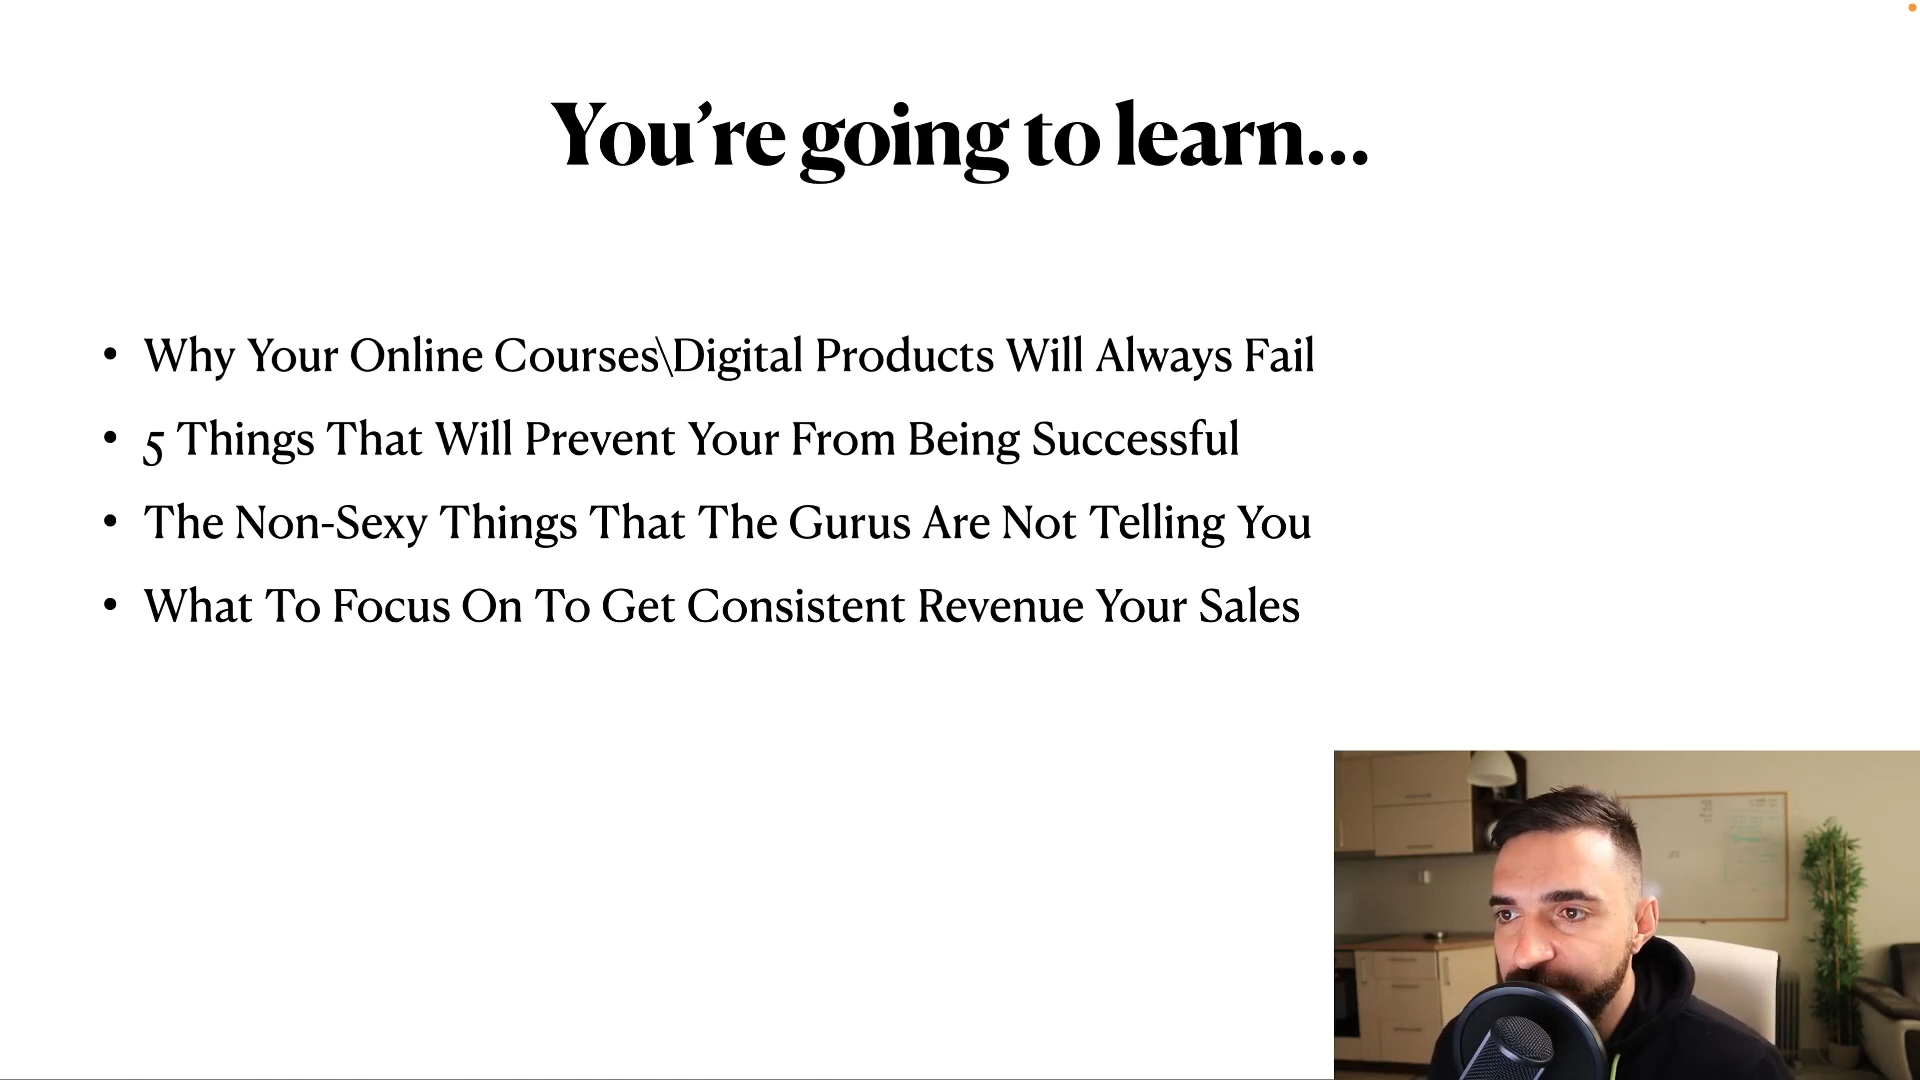 You’re going to learn...
• Why Your Online Courses\Digital Products Will Always Fail
• 5 Things That Will Prevent Your From Being Successful
• The Non-Sexy Things That The Gurus Are Not Telling You
• What To Focus On To Get Consistent Revenue Your Sales